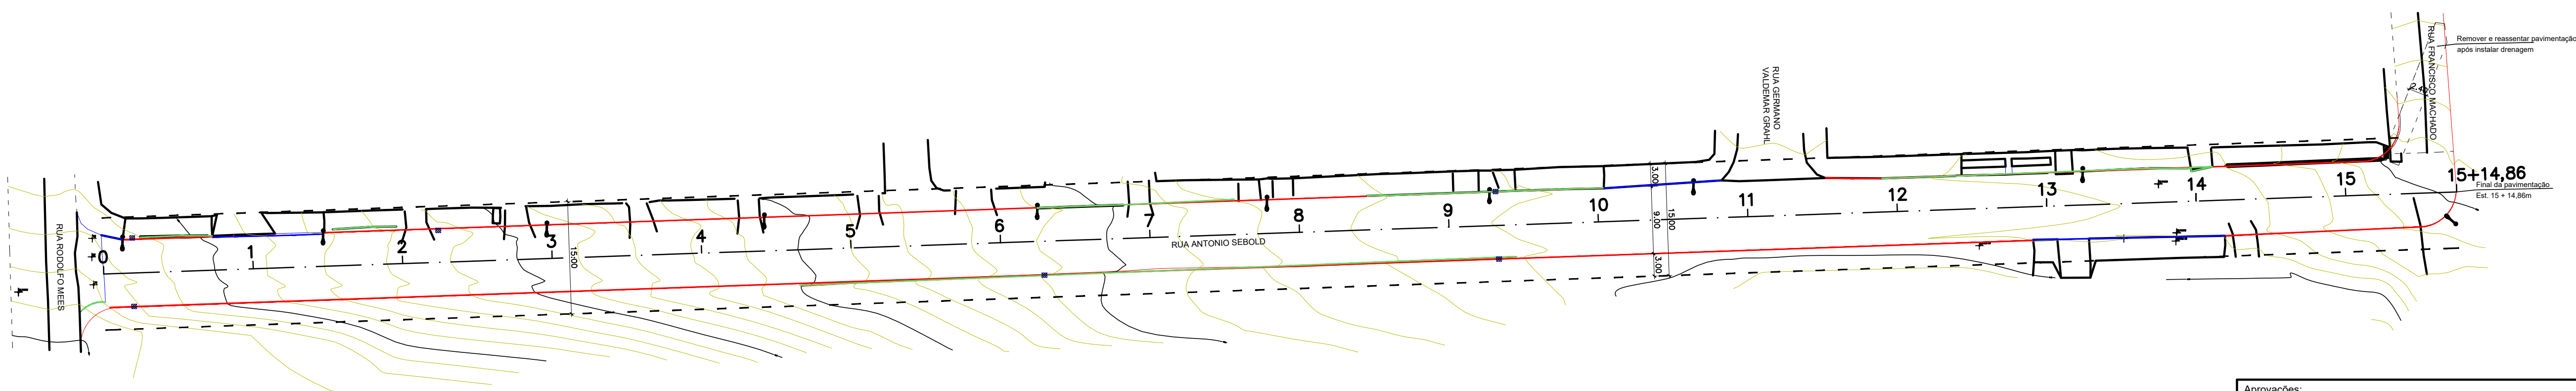 RUA RODOLFO MEES
0
1
2
3
15.00
4
5
6
7
RUA ANTONIO SEBOLD
8
9
10
3.00
9.00
15.00
3.00
RUA GERMANO
VALDEMAR GRAHL
11
12
13
14
15
15+14,86
Final da pavimentação
Est. 15 + 14,86m
RUA FRANCISCO MACHADO
Remover e reassentar pavimentação
após instalar drenagem
Aprovações: